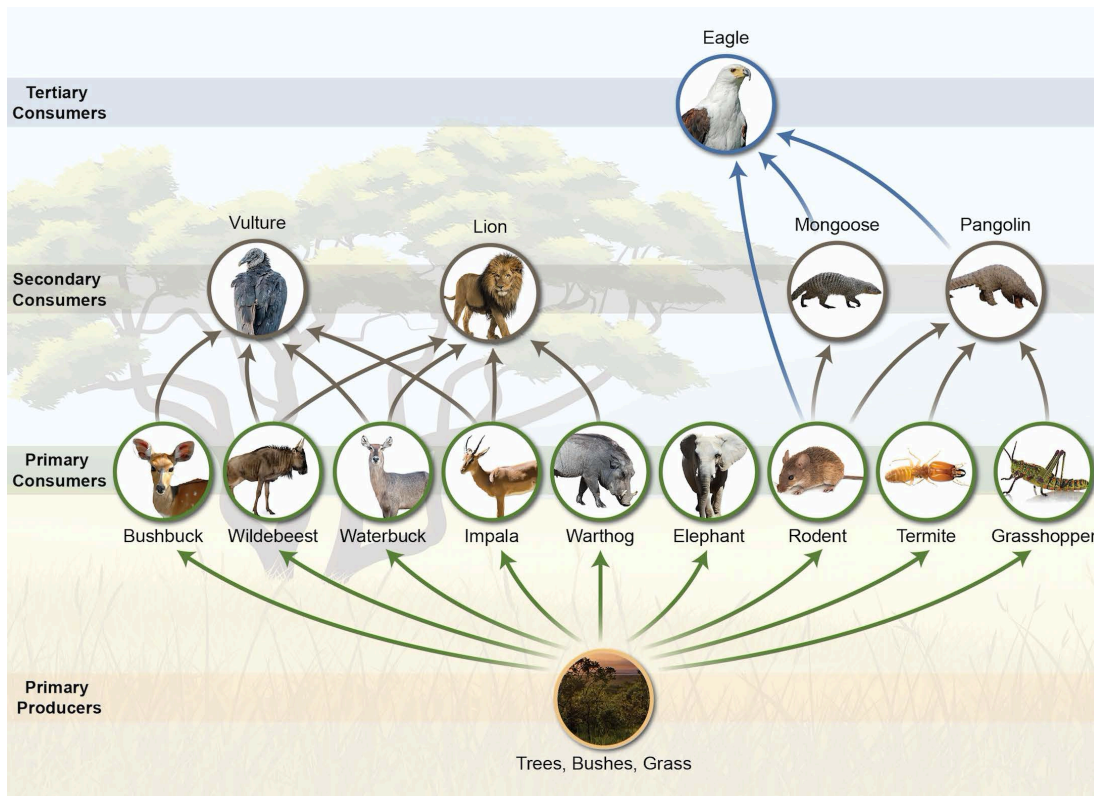 Eagle
Tertiary
Consumers
Vulture
Lion
Mongoose
Pangolin
Secondary
Consumers
Primary
Consumers
Bushbuck
Wildebeest
Waterbuck
Impala
Warthog
Elephant
Rodent
Termite
Grasshopper
Primary
Producers
Trees, Bushes, Grass